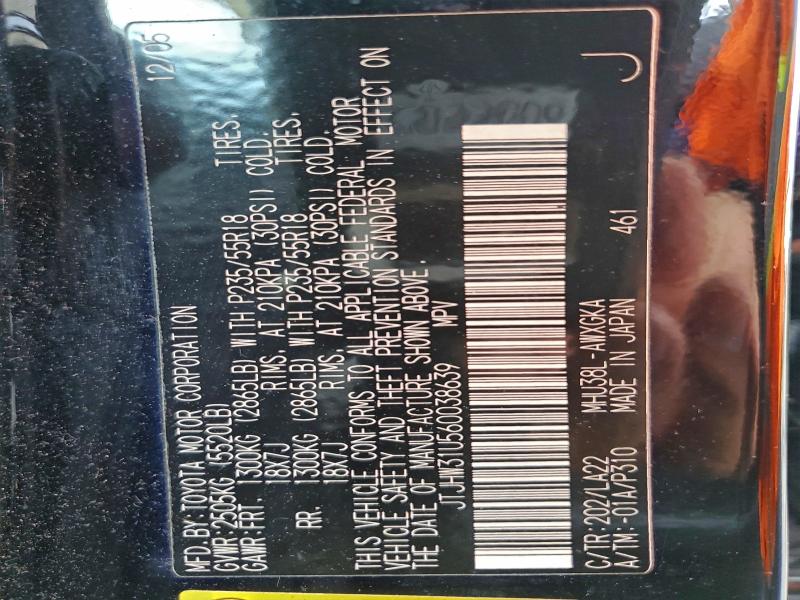 MFD. BY: TOYOTA MOTOR CORPORATION 12/05
GVWR: 2505KG (5520LB)
GAWR: FRT. 1300KG (2865LB) WITH P235/55R18 TIRES,
18X7J RIMS, AT 210KPA (30PSI) COLD.
RR. 1300KG (2865LB) WITH P235/55R18 TIRES,
18X7J RIMS, AT 210KPA (30PSI) COLD.
THIS VEHICLE CONFORMS TO ALL APPLICABLE FEDERAL MOTOR
VEHICLE SAFETY AND THEFT PREVENTION STANDARDS IN EFFECT ON
THE DATE OF MANUFACTURE SHOWN ABOVE.
JTJHW31U560038639 MPV
C/TR: 202/LA22 MHU38L-AWXGKA 461
A/TM: -01A/P310 MADE IN JAPAN J